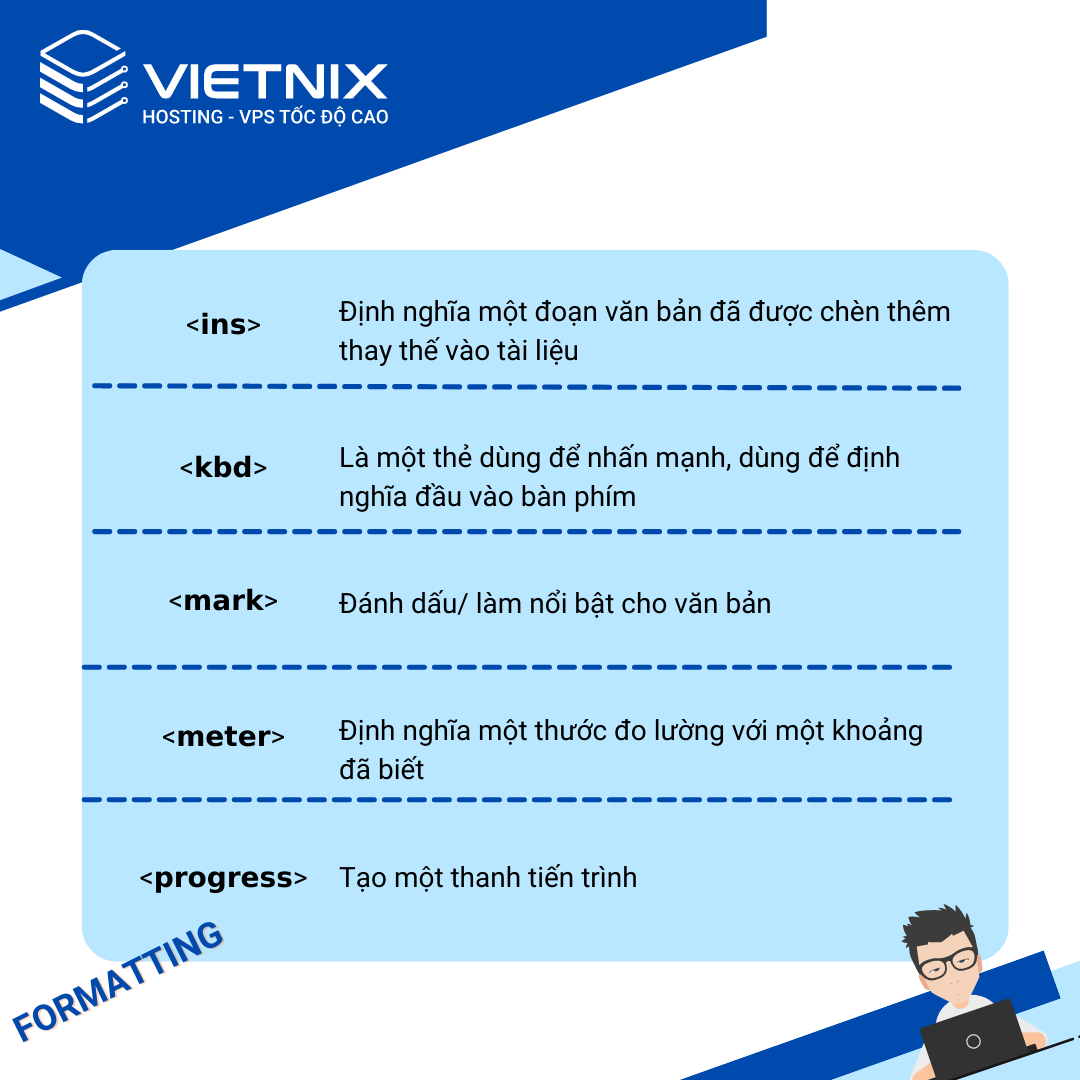 VIETNIX
HOSTING - VPS TỐC ĐỘ CAO
<ins>
Định nghĩa một đoạn văn bản đã được chèn thêm
thay thế vào tài liệu
<kbd>
Là một thẻ dùng để nhấn mạnh, dùng để định
nghĩa đầu vào bàn phím
<mark>
Đánh dấu/ làm nổi bật cho văn bản
<meter>
Định nghĩa một thước đo lường với một khoảng
đã biết
<progress>
Tạo một thanh tiến trình
FORMATTING